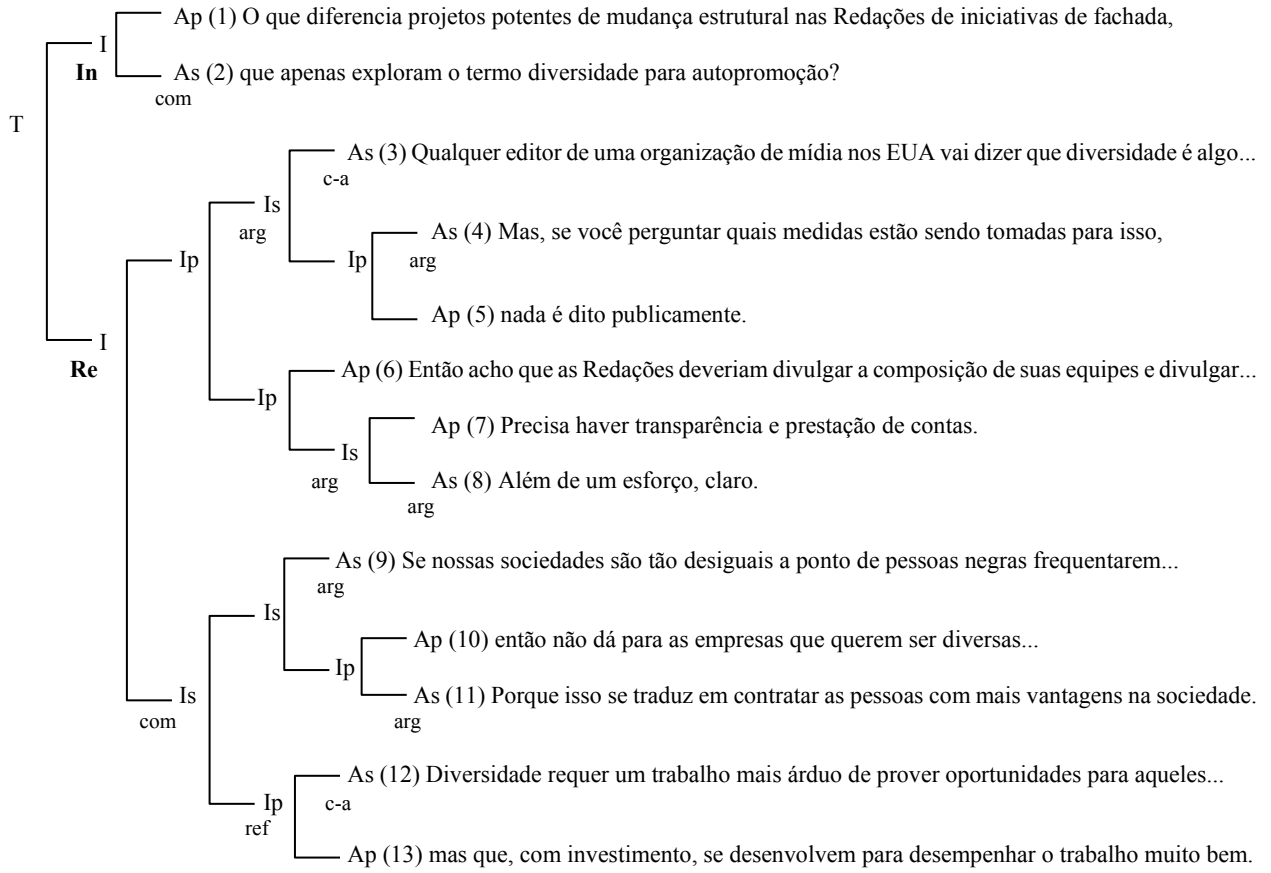 Ap (1) O que diferencia projetos potentes de mudança estrutural nas Redações de iniciativas de fachada,
I
In
As (2) que apenas exploram o termo diversidade para autopromoção?
com
T
As (3) Qualquer editor de uma organização de mídia nos EUA vai dizer que diversidade é algo...
c-a
Is
arg
As (4) Mas, se você perguntar quais medidas estão sendo tomadas para isso,
arg
Ip
Ip
Ap (5) nada é dito publicamente.
I
Re
Ap (6) Então acho que as Redações deveriam divulgar a composição de suas equipes e divulgar...
Ip
Ap (7) Precisa haver transparência e prestação de contas.
Is
arg
As (8) Além de um esforço, claro.
arg
As (9) Se nossas sociedades são tão desiguais a ponto de pessoas negras frequentarem...
arg
Is
Ap (10) então não dá para as empresas que querem ser diversas...
Ip
Is
com
As (11) Porque isso se traduz em contratar as pessoas com mais vantagens na sociedade.
arg
As (12) Diversidade requer um trabalho mais árduo de prover oportunidades para aqueles...
c-a
Ip
ref
Ap (13) mas que, com investimento, se desenvolvem para desempenhar o trabalho muito bem.